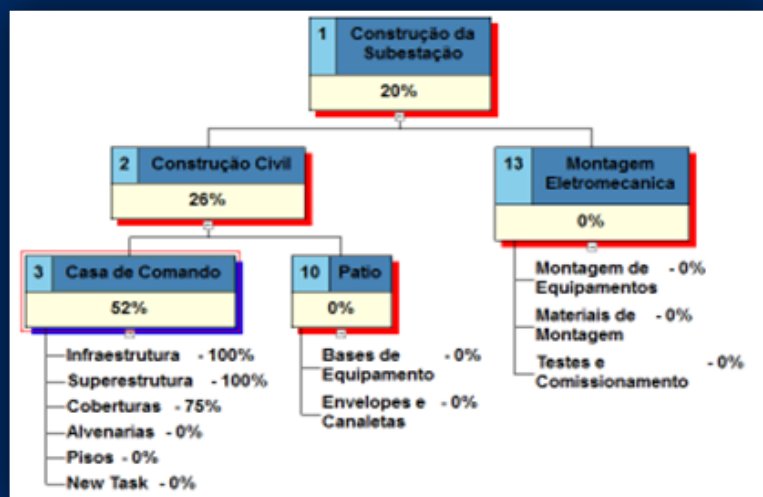 1 Construção da
Subestação
20%
2 Construção Civil
26%
13 Montagem
Eletromecanica
0%
3 Casa de Comando
52%
Infraestrutura - 100%
Superestrutura - 100%
Coberturas - 75%
Alvenarias - 0%
Pisos - 0%
New Task - 0%
10 Patio
0%
Bases de - 0%
Equipamento
Envelopes e - 0%
Canaletas
Montagem de - 0%
Equipamentos
Materiais de - 0%
Montagem
Testes e - 0%
Comissionamento